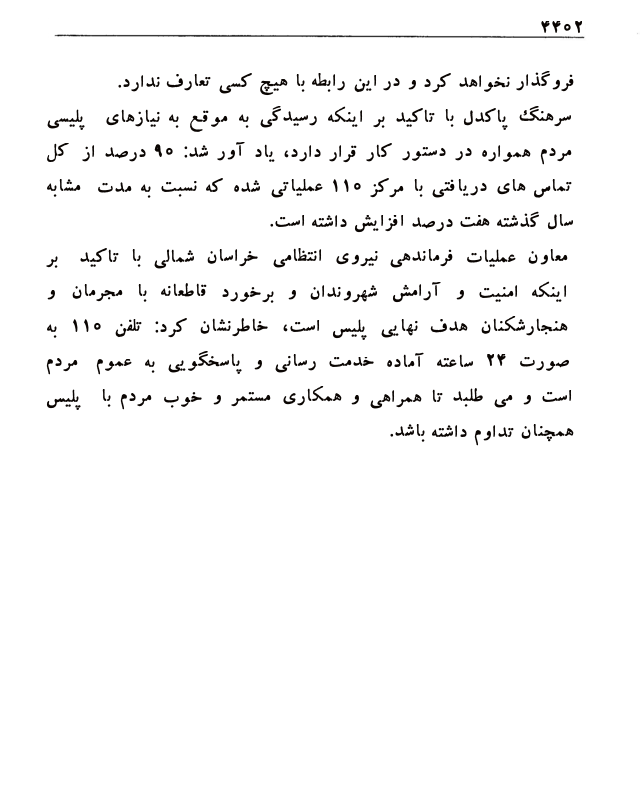 ۴۴۰۲
فروگذار نخواهد کرد و در این رابطه با هیچ کسی تعارف ندارد.
سرهنگ پاکدل با تاکید بر اینکه رسیدگی به موقع به نیازهای پلیسی
مردم همواره در دستور کار قرار دارد، یاد آور شد: ۹۰ درصد از کل
تماس های دریافتی با مرکز ۱۱۰ عملیاتی شده که نسبت به مدت مشابه
سال گذشته هفت درصد افزایش داشته است.
معاون عملیات فرماندهی نیروی انتظامی خراسان شمالی با تاکید بر
اینکه امنیت و آرامش شهروندان و برخورد قاطعانه با مجرمان و
هنجارشکنان هدف نهایی پلیس است، خاطرنشان کرد: تلفن ۱۱۰ به
صورت ۲۴ ساعته آماده خدمت رسانی و پاسخگویی به عموم مردم
است و می طلبد تا همراهی و همکاری مستمر و خوب مردم با پلیس
همچنان تداوم داشته باشد.